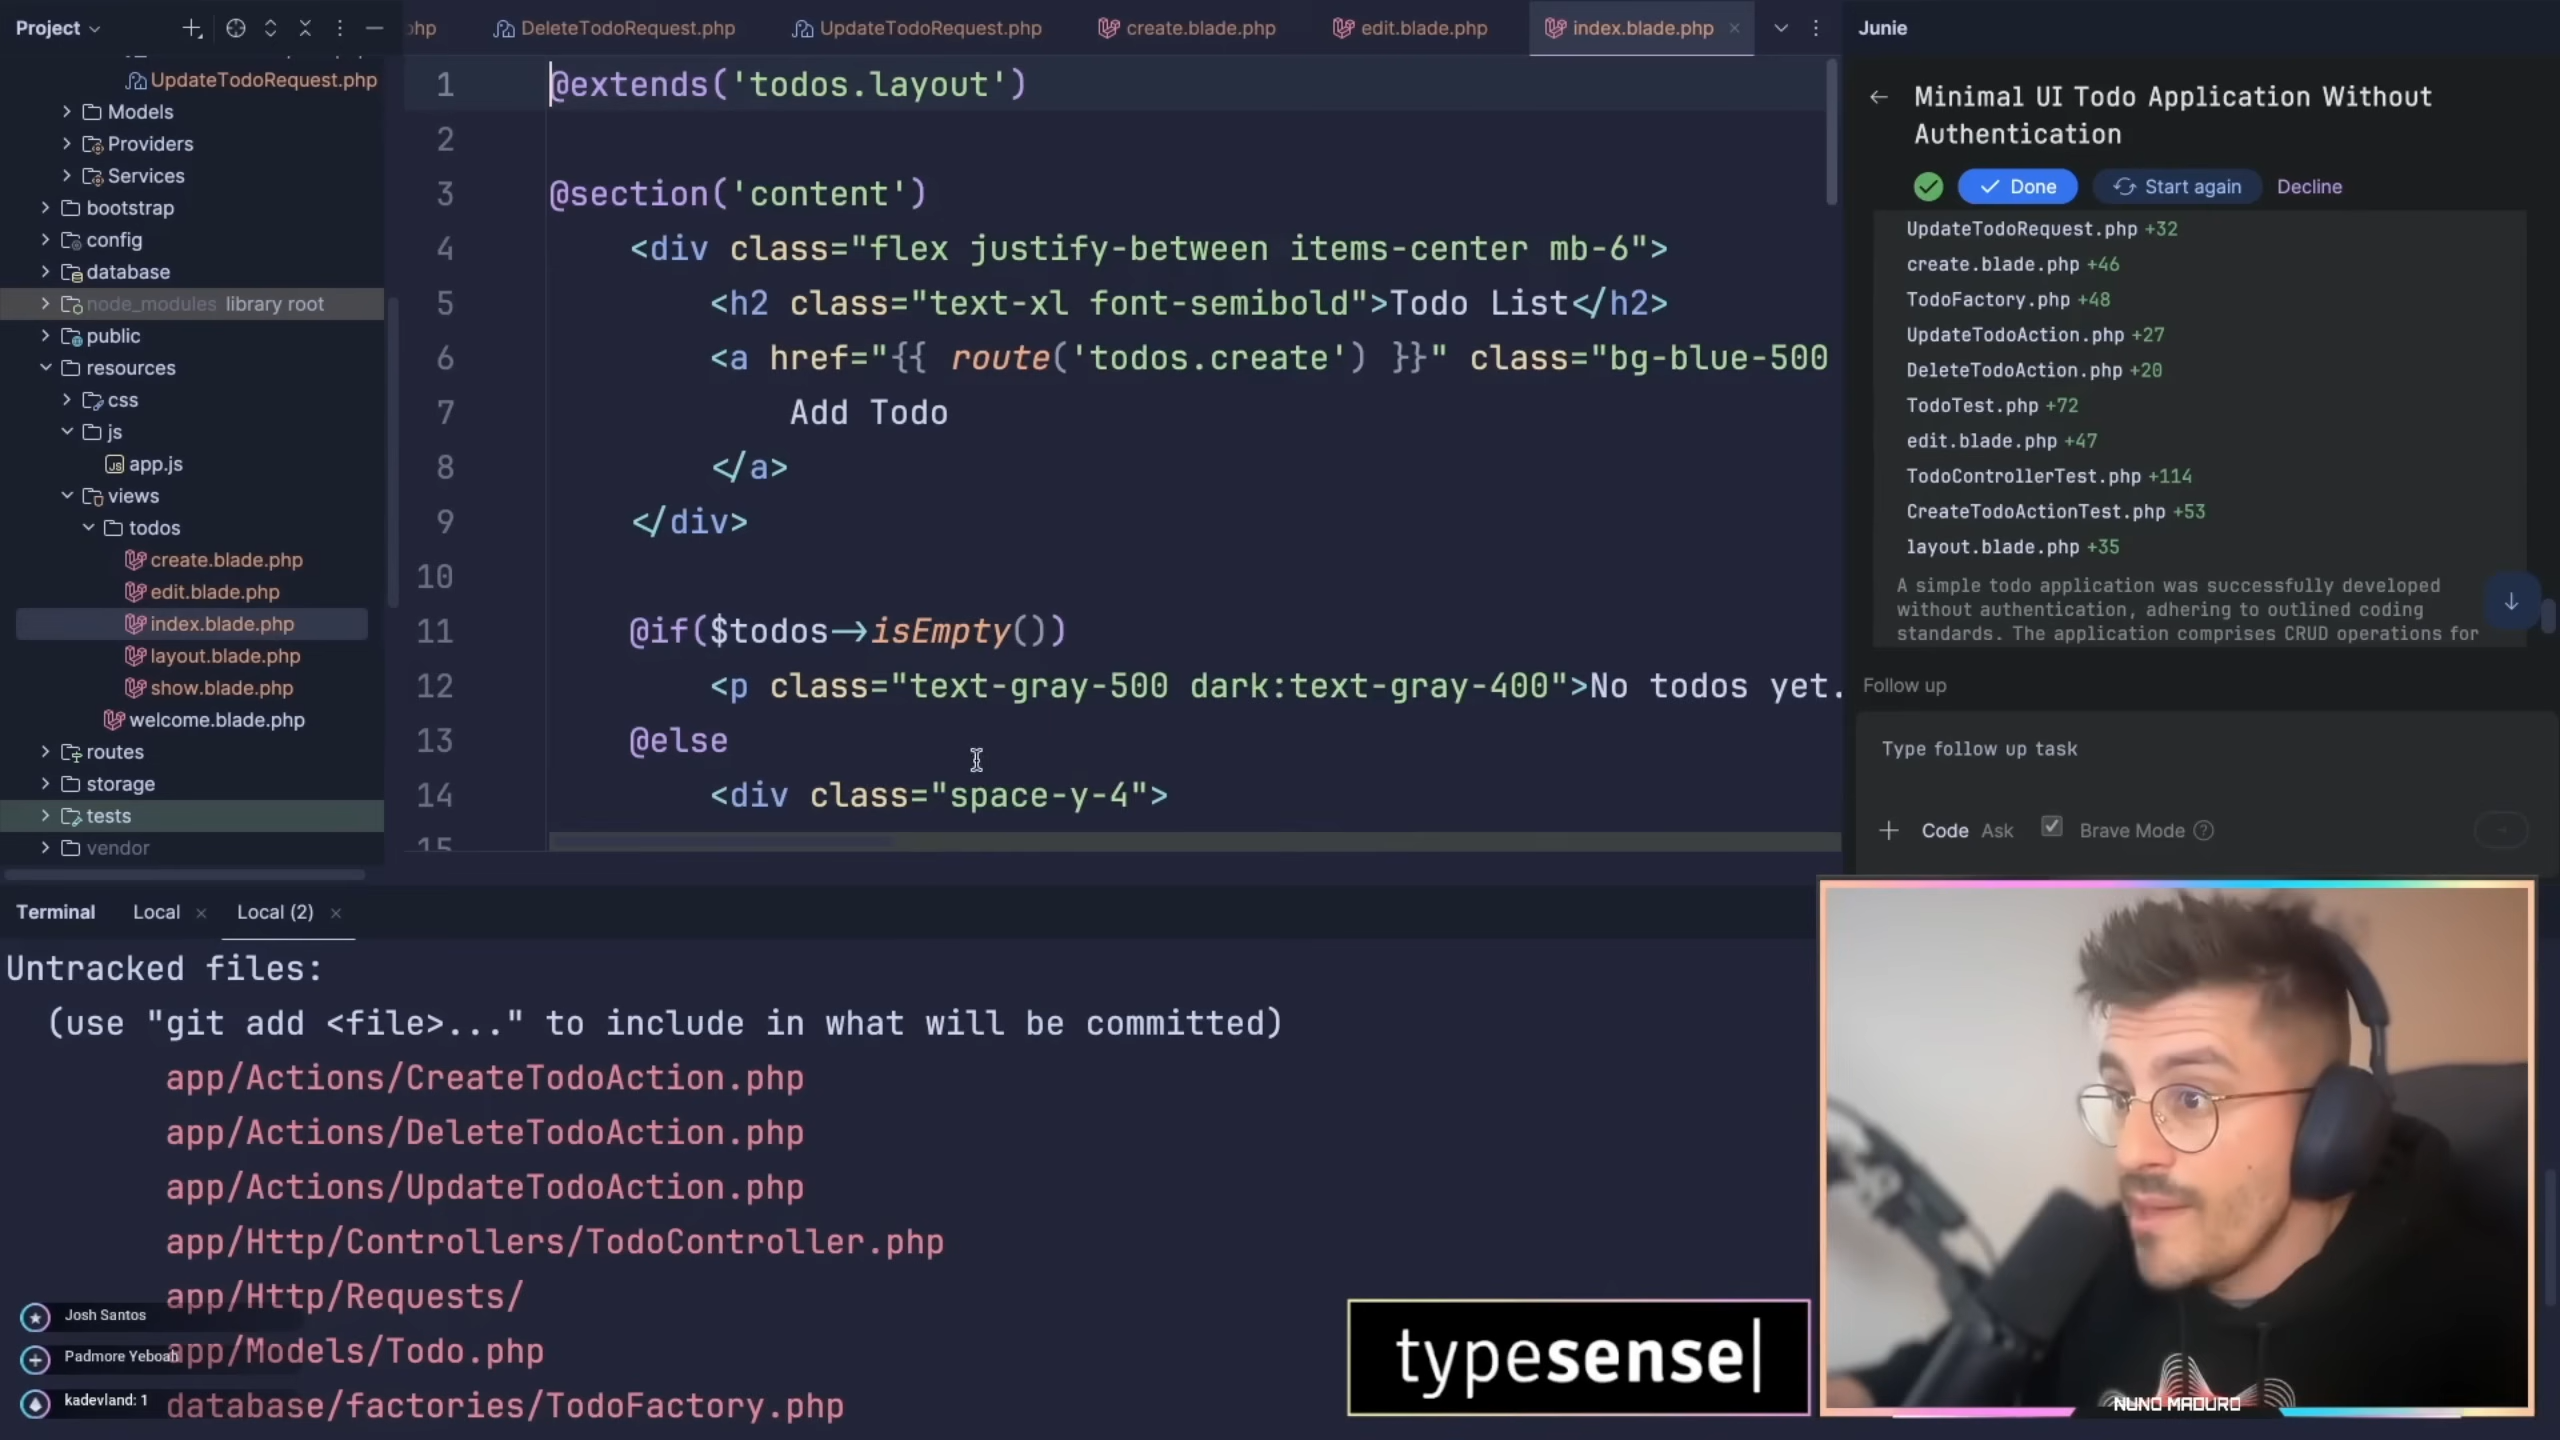 Project
UpdateTodoRequest.php
Models
Providers
Services
bootstrap
config
database
node_modules library root
public
resources
css
js
app.js
views
todos
create.blade.php
edit.blade.php
index.blade.php
layout.blade.php
show.blade.php
welcome.blade.php
routes
storage
tests
vendor
php
DeleteTodoRequest.php
UpdateTodoRequest.php
create.blade.php
edit.blade.php
index.blade.php
1 @extends('todos.layout')
2
3 @section('content')
4 <div class="flex justify-between items-center mb-6">
5 <h2 class="text-xl font-semibold">Todo List</h2>
6 <a href="{{ route('todos.create') }}" class="bg-blue-500
7 Add Todo
8 </a>
9 </div>
10
11 @if($todos->isEmpty())
12 <p class="text-gray-500 dark:text-gray-400">No todos yet.
13 @else
14 <div class="space-y-4">
15
Junie
Minimal UI Todo Application Without
Authentication
Done Start again Decline
UpdateTodoRequest.php +32
create.blade.php +46
TodoFactory.php +48
UpdateTodoAction.php +27
DeleteTodoAction.php +20
TodoTest.php +72
edit.blade.php +47
TodoControllerTest.php +114
CreateTodoActionTest.php +53
layout.blade.php +35
A simple todo application was successfully developed
without authentication, adhering to outlined coding
standards. The application comprises CRUD operations for
Follow up
Type follow up task
Code Ask Brave Mode
Terminal Local Local (2)
Untracked files:
(use "git add <file>..." to include in what will be committed)
app/Actions/CreateTodoAction.php
app/Actions/DeleteTodoAction.php
app/Actions/UpdateTodoAction.php
app/Http/Controllers/TodoController.php
app/Http/Requests/
app/Models/Todo.php
database/factories/TodoFactory.php
Josh Santos
Padmore Yeboah
kadevland: 1
typesense|
NUNO MADURO